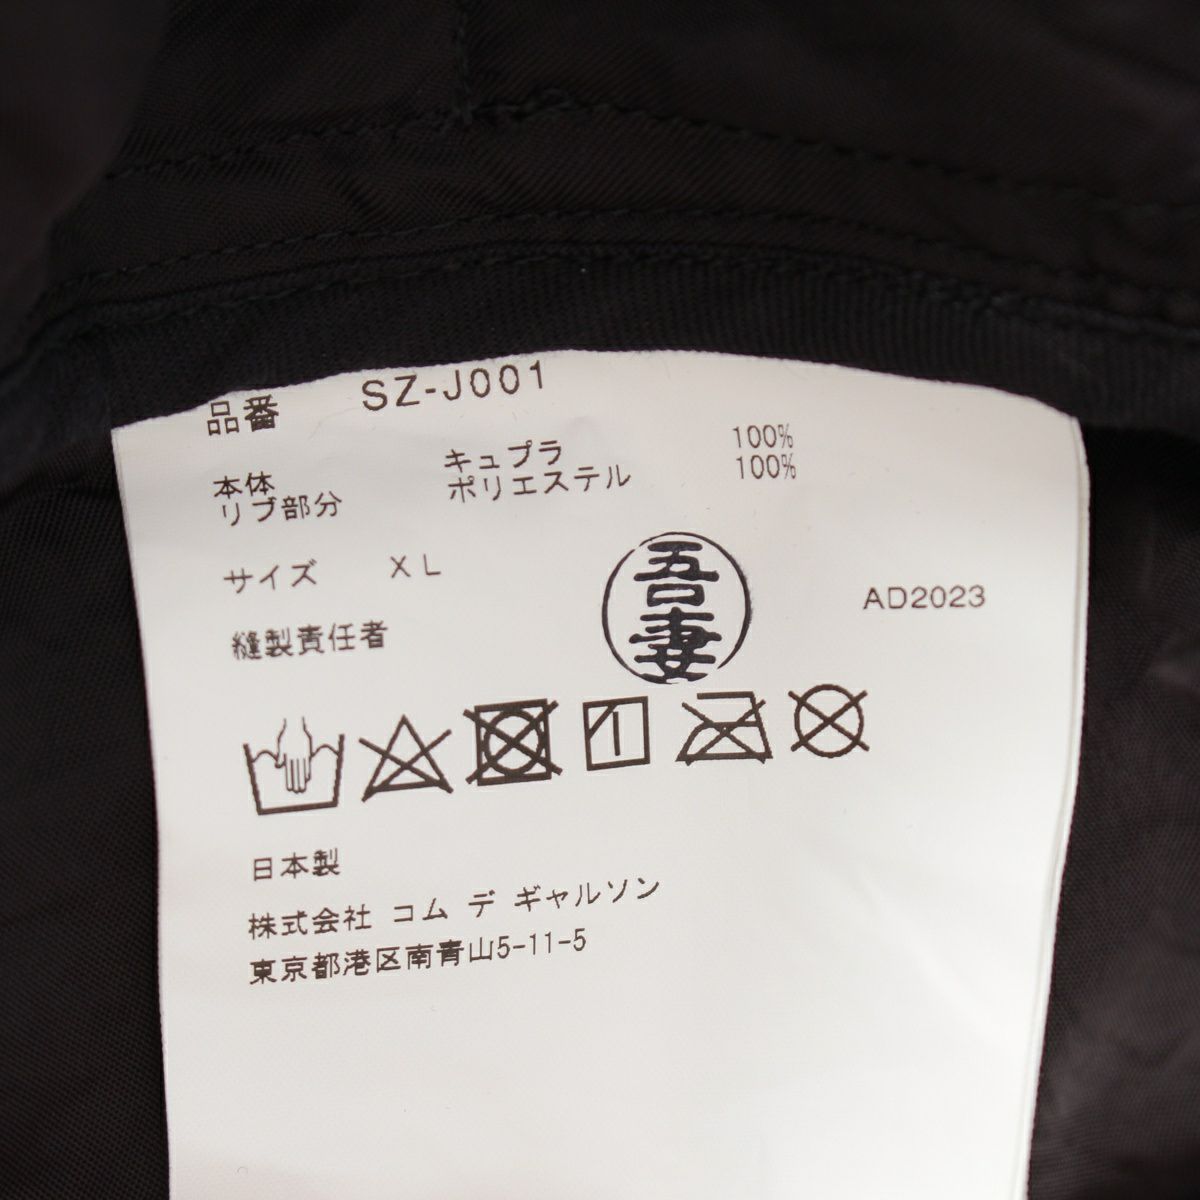 品番 SZ-J001
本体 キュプラ 100%
リブ部分 ポリエステル 100%
サイズ XL
吾妻
AD2023
縫製責任者
日本製
株式会社 コム デ ギャルソン
東京都港区南青山5-11-5